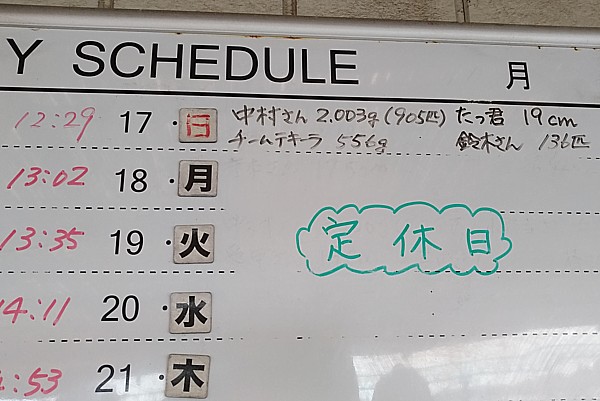 Y SCHEDULE 月
12:29 17・日 中村さん 2.003g(905匹) たっ君 19cm
チームテキーラ 556g 鈴木さん 136匹
13:02 18・月
13:35 19・火 定休日
4:11 20・水
:53 21・木